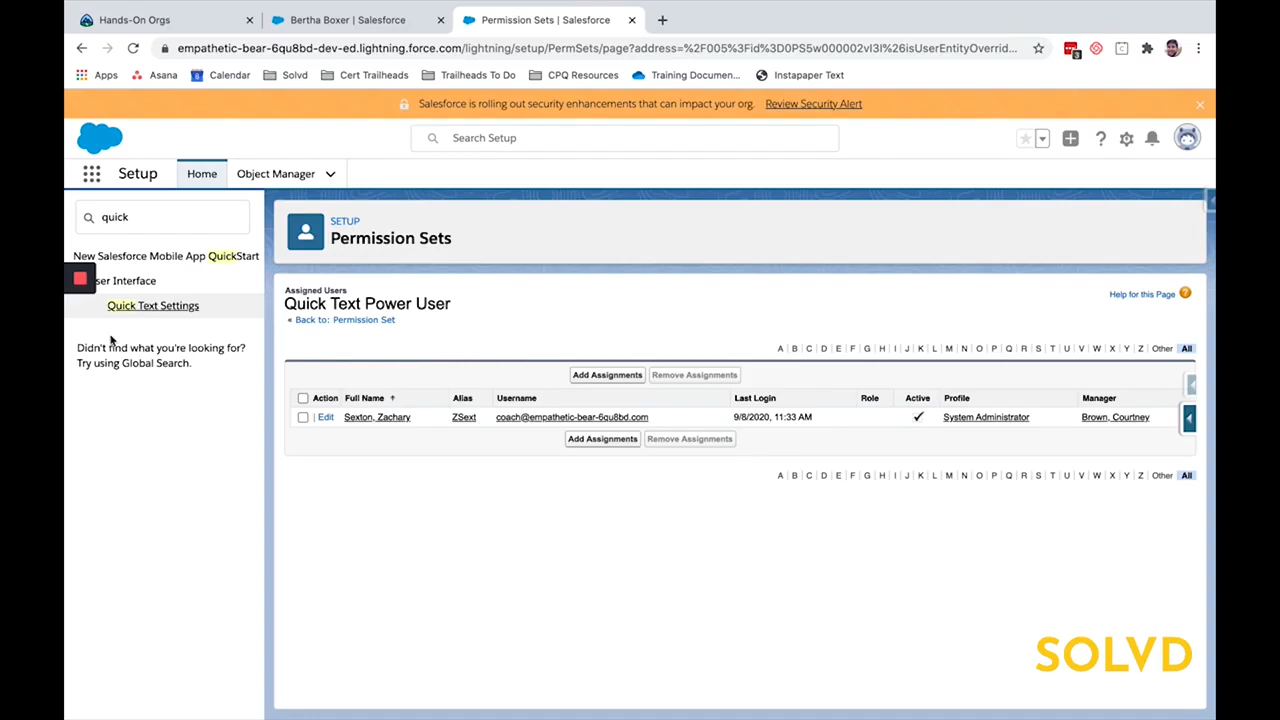 Hands-On Orgs
Bertha Boxer | Salesforce
Permission Sets | Salesforce
empathetic-bear-6qu8bd-dev-ed.lightning.force.com/lightning/setup/PermSets/page?address=%2F005%3Fid%3D0PS5w000002vI3I%26isUserEntityOverrid...
Apps
Asana
Calendar
Solvd
Cert Trailheads
Trailheads To Do
CPQ Resources
Training Documen...
Instapaper Text
Salesforce is rolling out security enhancements that can impact your org. Review Security Alert
Search Setup
Setup
Home
Object Manager
quick
New Salesforce Mobile App QuickStart
ser Interface
Quick Text Settings
Didn't find what you're looking for?
Try using Global Search.
SETUP
Permission Sets
Assigned Users
Quick Text Power User
« Back to: Permission Set
Help for this Page
A | B | C | D | E | F | G | H | I | J | K | L | M | N | O | P | Q | R | S | T | U | V | W | X | Y | Z | Other All
Add Assignments Remove Assignments
Action Full Name Alias Username Last Login Role Active Profile Manager
Edit Sexton, Zachary ZSext coach@empathetic-bear-6qu8bd.com 9/8/2020, 11:33 AM System Administrator Brown, Courtney
Add Assignments Remove Assignments
A | B | C | D | E | F | G | H | I | J | K | L | M | N | O | P | Q | R | S | T | U | V | W | X | Y | Z | Other All
SOLVD